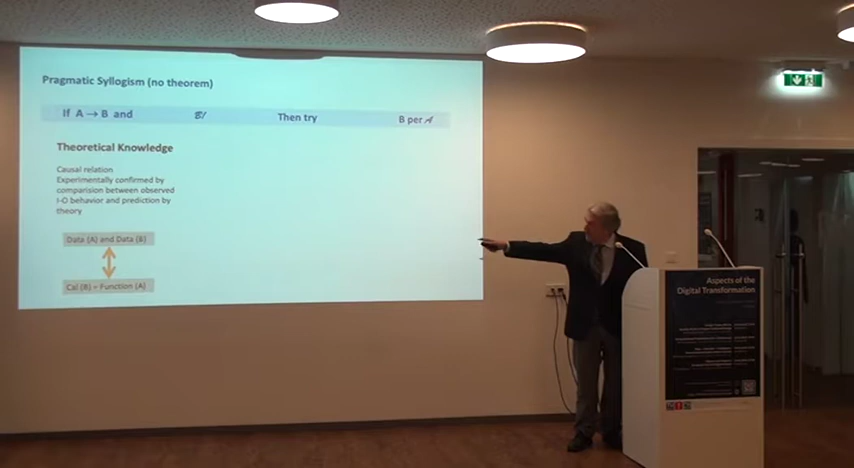 Pragmatic Syllogism (no theorem)
If A → B and 𝓑! Then try B per 𝒜
Theoretical Knowledge
Causal relation
Experimentally confirmed by
comparision between observed
I-O behavior and prediction by
theory
Data (A) and Data (B)
Cal (B) = Function (A)
Aspects of the
Digital Transformation